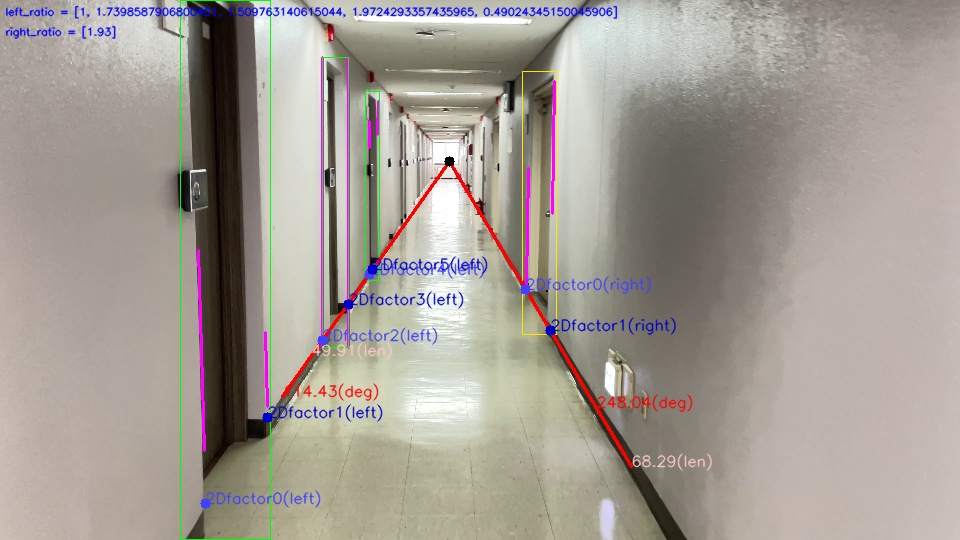 left_ratio = [1, 1.7398587906800451, 1.509763140615044, 1.9724293357435965, 0.49024345150045906]
right_ratio = [1.93]
2Dfactor5(left)
2Dfactor4(left)
2Dfactor0(right)
2Dfactor3(left)
2Dfactor1(right)
2Dfactor2(left)
49.91(len)
14.43(deg)
248.04(deg)
2Dfactor1(left)
68.29(len)
2Dfactor0(left)